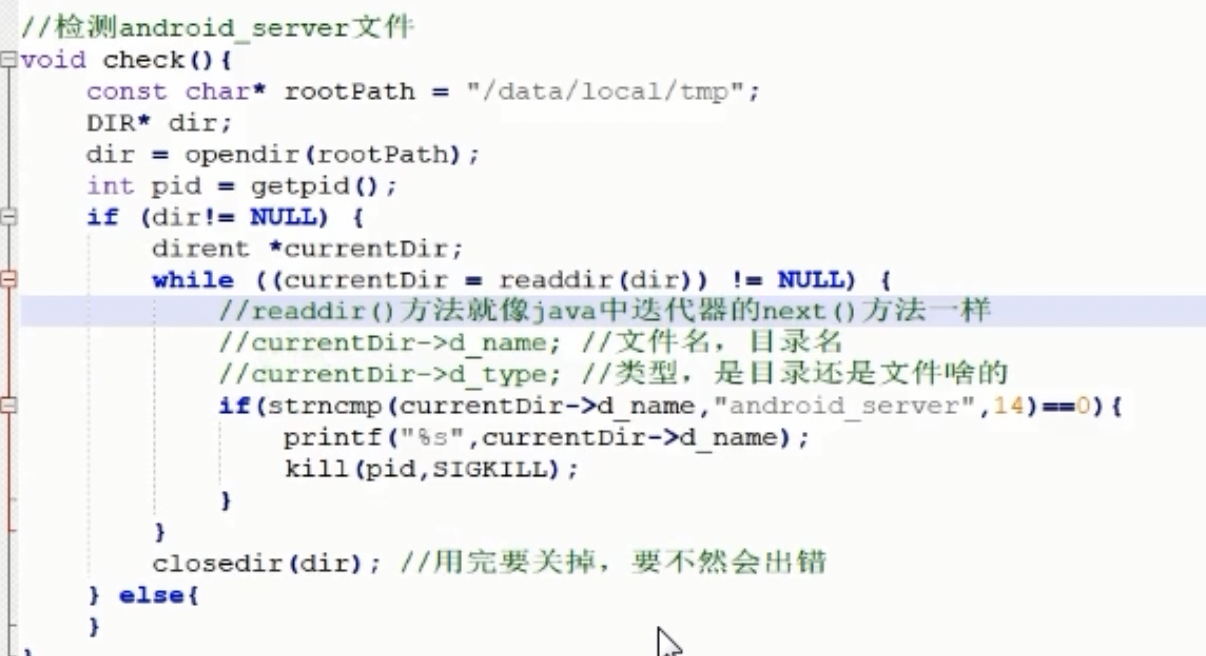 //检测android_server文件
void check(){
    const char* rootPath = "/data/local/tmp";
    DIR* dir;
    dir = opendir(rootPath);
    int pid = getpid();
    if (dir!= NULL) {
        dirent *currentDir;
        while ((currentDir = readdir(dir)) != NULL) {
            //readdir()方法就像java中迭代器的next()方法一样
            //currentDir->d_name; //文件名，目录名
            //currentDir->d_type; //类型，是目录还是文件啥的
            if(strncmp(currentDir->d_name,"android_server",14)==0){
                printf("%s",currentDir->d_name);
                kill(pid,SIGKILL);
            }
        }
        closedir(dir); //用完要关掉，要不然会出错
    } else{
    }
}